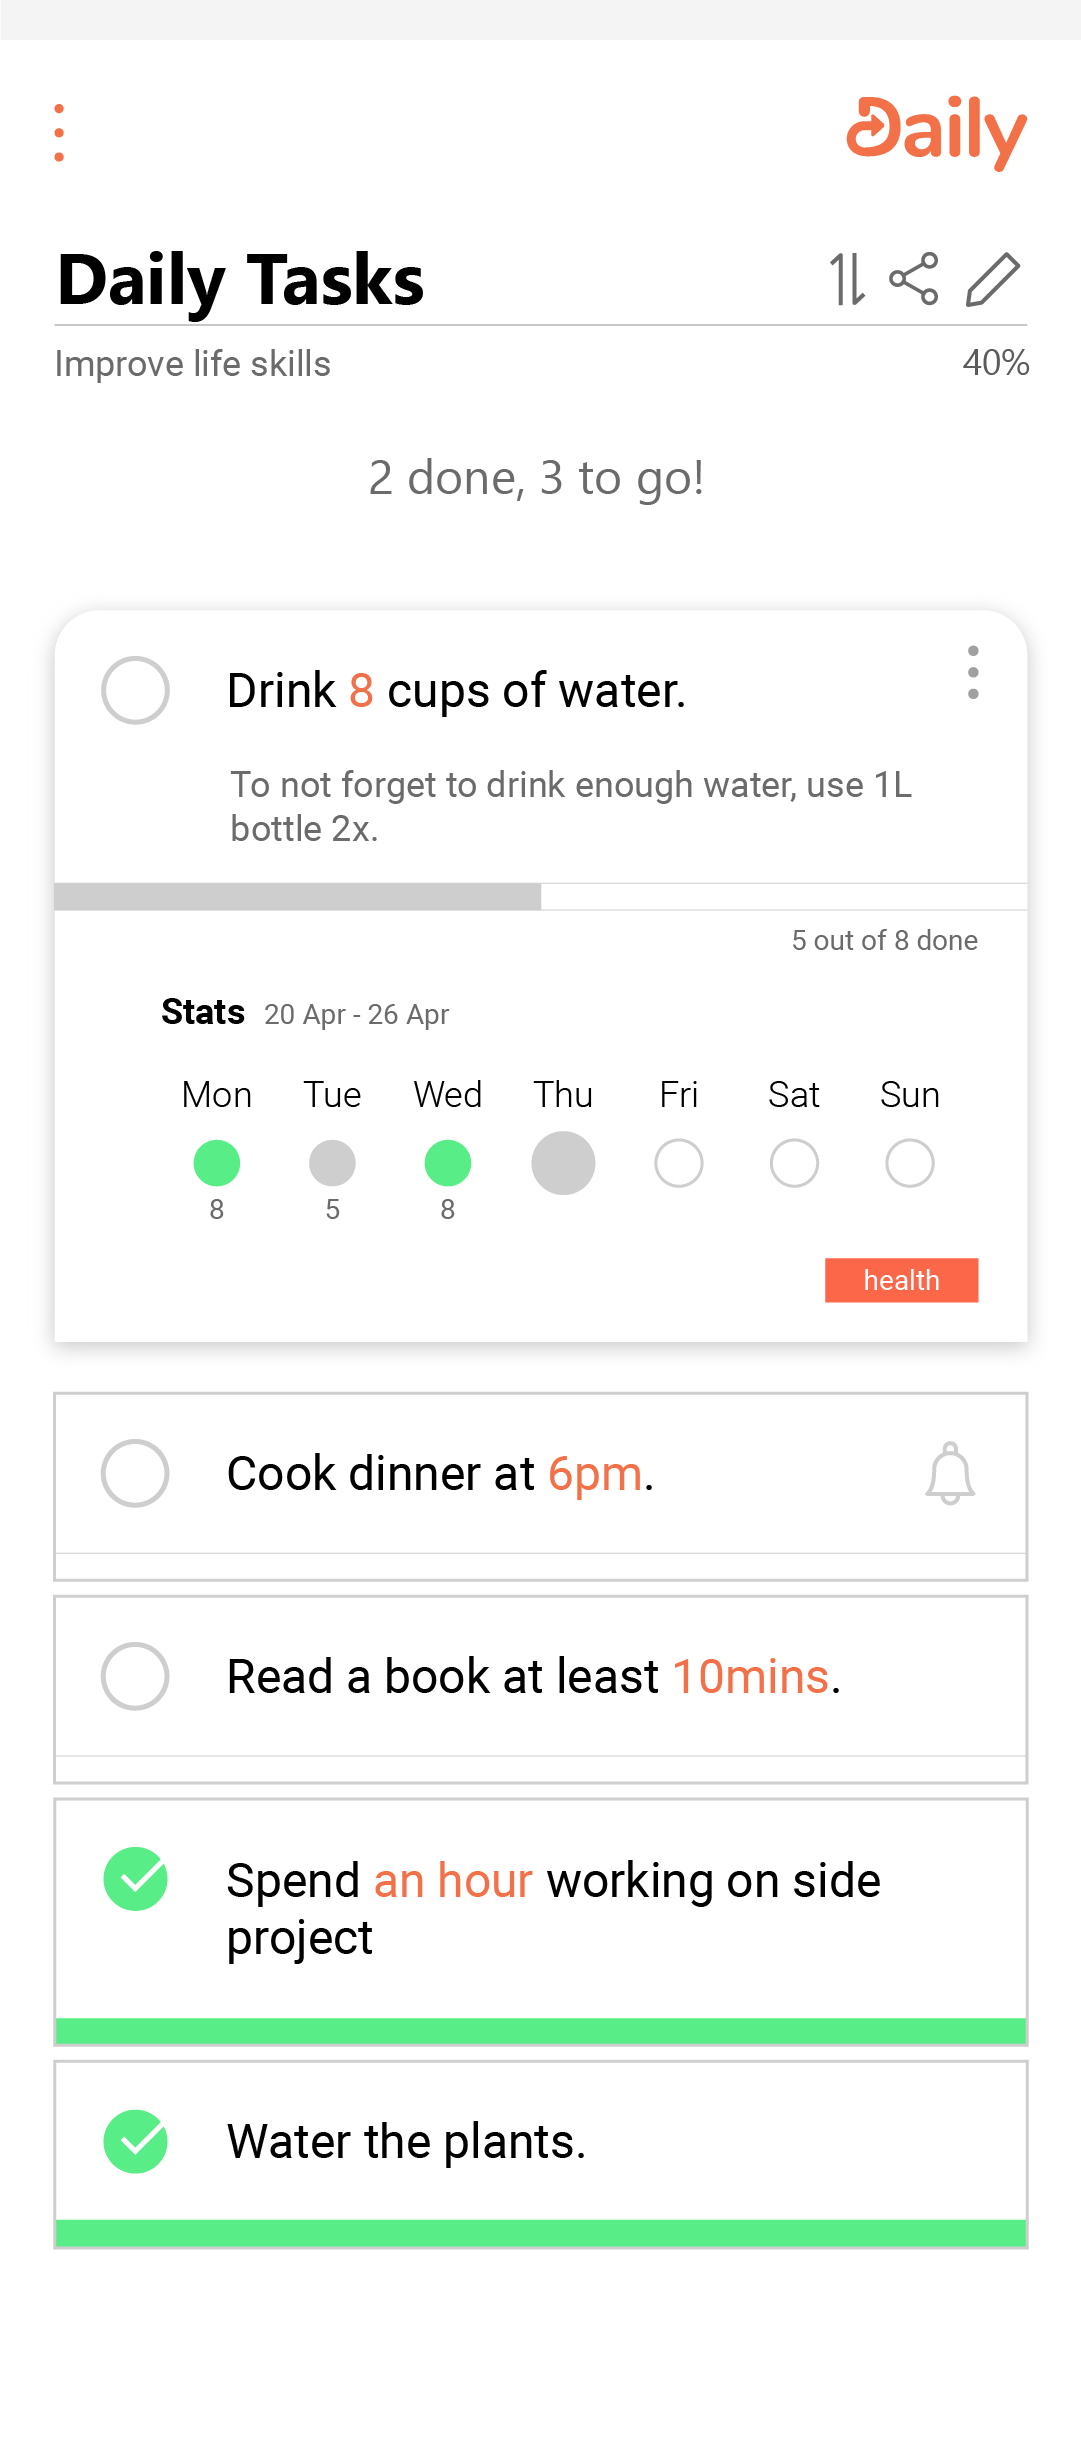 Daily
Daily Tasks
Improve life skills 40%
2 done, 3 to go!
Drink 8 cups of water.
To not forget to drink enough water, use 1L
bottle 2x.
5 out of 8 done
Stats 20 Apr - 26 Apr
Mon Tue Wed Thu Fri Sat Sun
8 5 8
health
Cook dinner at 6pm.
Read a book at least 10mins.
Spend an hour working on side
project
Water the plants.